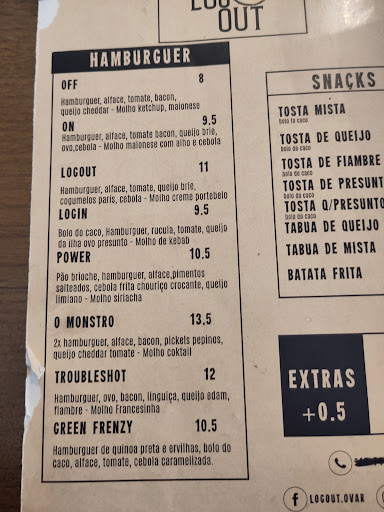 LOG
OUT
HAMBURGUER
OFF 8
Hamburguer, alface, tomate, bacon,
queijo cheddar - Molho ketchup, maionese
ON 9.5
Hamburguer, alface, tomate bacon, queijo brie,
ovo,cebola - Molho maionese com alho e cebola
LOGOUT 11
Hamburguer, alface, tomate, queijo brie,
cogumelos paris, cebola - Molho creme portebelo
LOGIN 9.5
Bolo do caco, Hamburguer, rucula, tomate, queijo
da ilha ovo presunto - Molho de kebab
POWER 10.5
Pão brioche, hamburguer, alface,pimentos
salteados, cebola frita chouriço crocante, queijo
limiano - Molho siriacha
O MONSTRO 13.5
2x hamburguer, alface, bacon, pickels pepinos,
queijo cheddar tomate - Molho coktail
TROUBLESHOT 12
Hamburguer, ovo, bacon, linguiça, queijo edam,
fiambre - Molho Francesinha
GREEN FRENZY 10.5
Hamburguer de quinoa preta e ervilhas, bolo do
caco, alface, tomate, cebola caramelizada.
SNACKS
TOSTA MISTA
bolo fo caco
TOSTA DE QUEIJO
bolo do caco
TOSTA DE FIAMBRE
bolo do caco
TOSTA DE PRESUNTO
bolo do caco
TOSTA Q/PRESUNTO
bolo do caco
TABUA DE QUEIJO
TABUA DE MISTA
BATATA FRITA
EXTRAS
+0.5
LOGOUT.OVAR